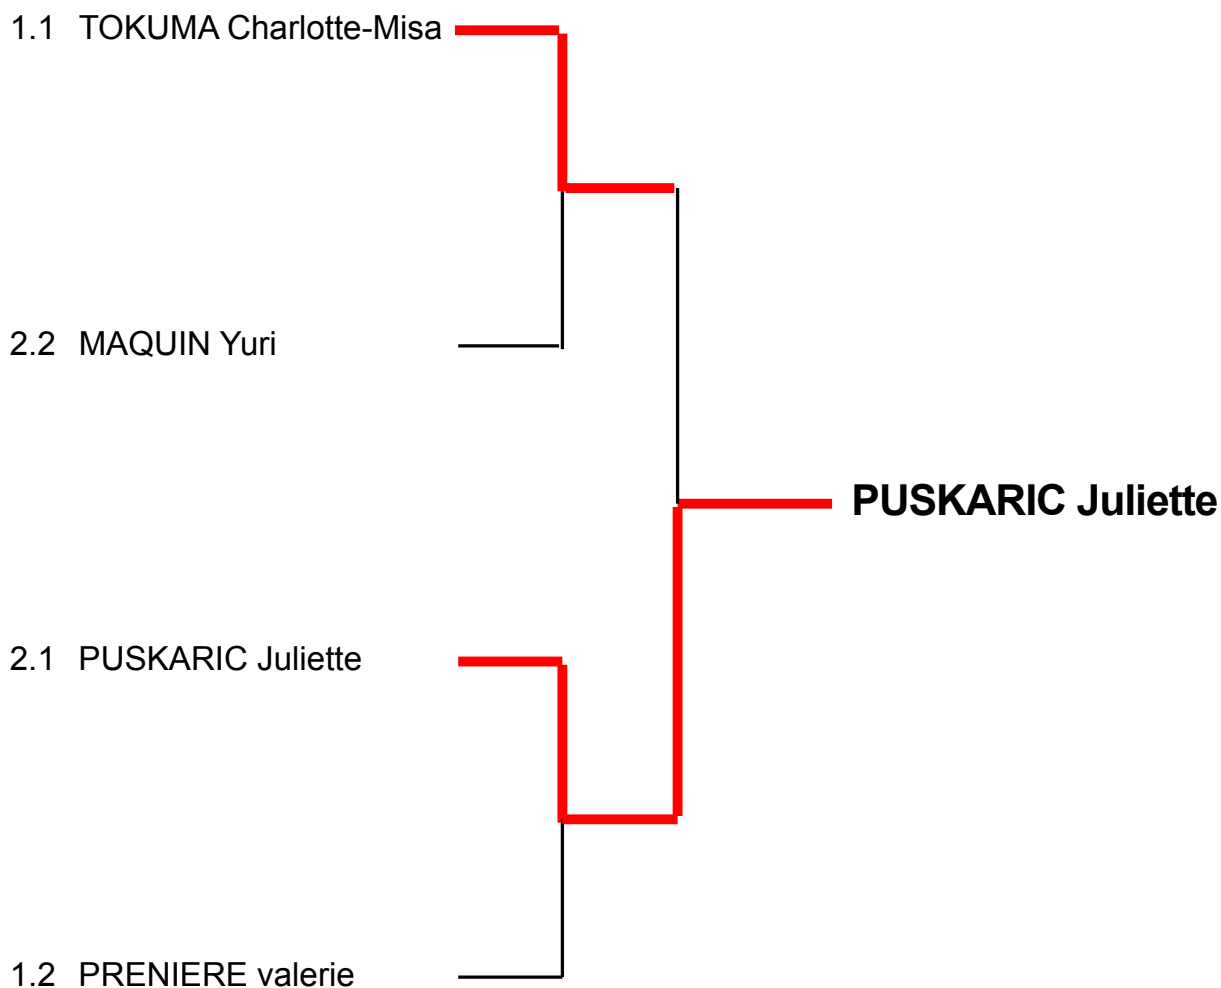 1.1 TOKUMA Charlotte-Misa
2.2 MAQUIN Yuri
PUSKARIC Juliette
2.1 PUSKARIC Juliette
1.2 PRENIERE valerie